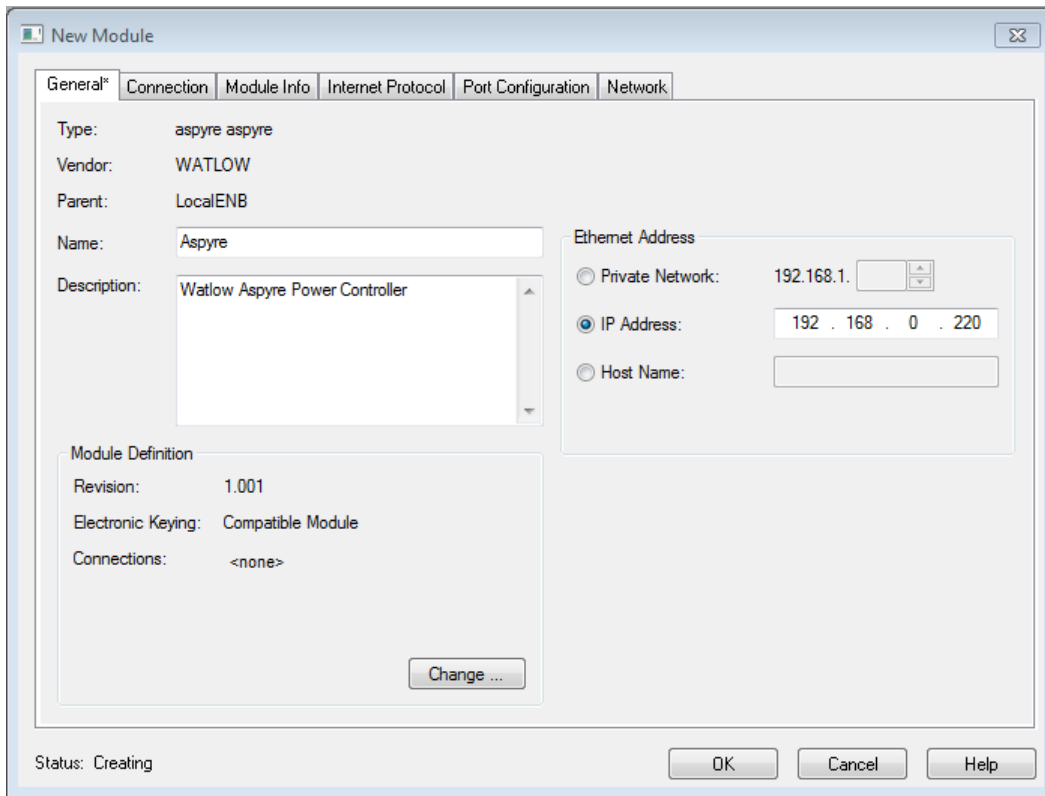 New Module
General* Connection Module Info Internet Protocol Port Configuration Network
Type: aspyre aspyre
Vendor: WATLOW
Parent: LocalENB
Name: Aspyre
Description: Watlow Aspyre Power Controller
Ethernet Address
Private Network: 192.168.1.
IP Address: 192 . 168 . 0 . 220
Host Name:
Module Definition
Revision: 1.001
Electronic Keying: Compatible Module
Connections: <none>
Change ...
Status: Creating
OK Cancel Help